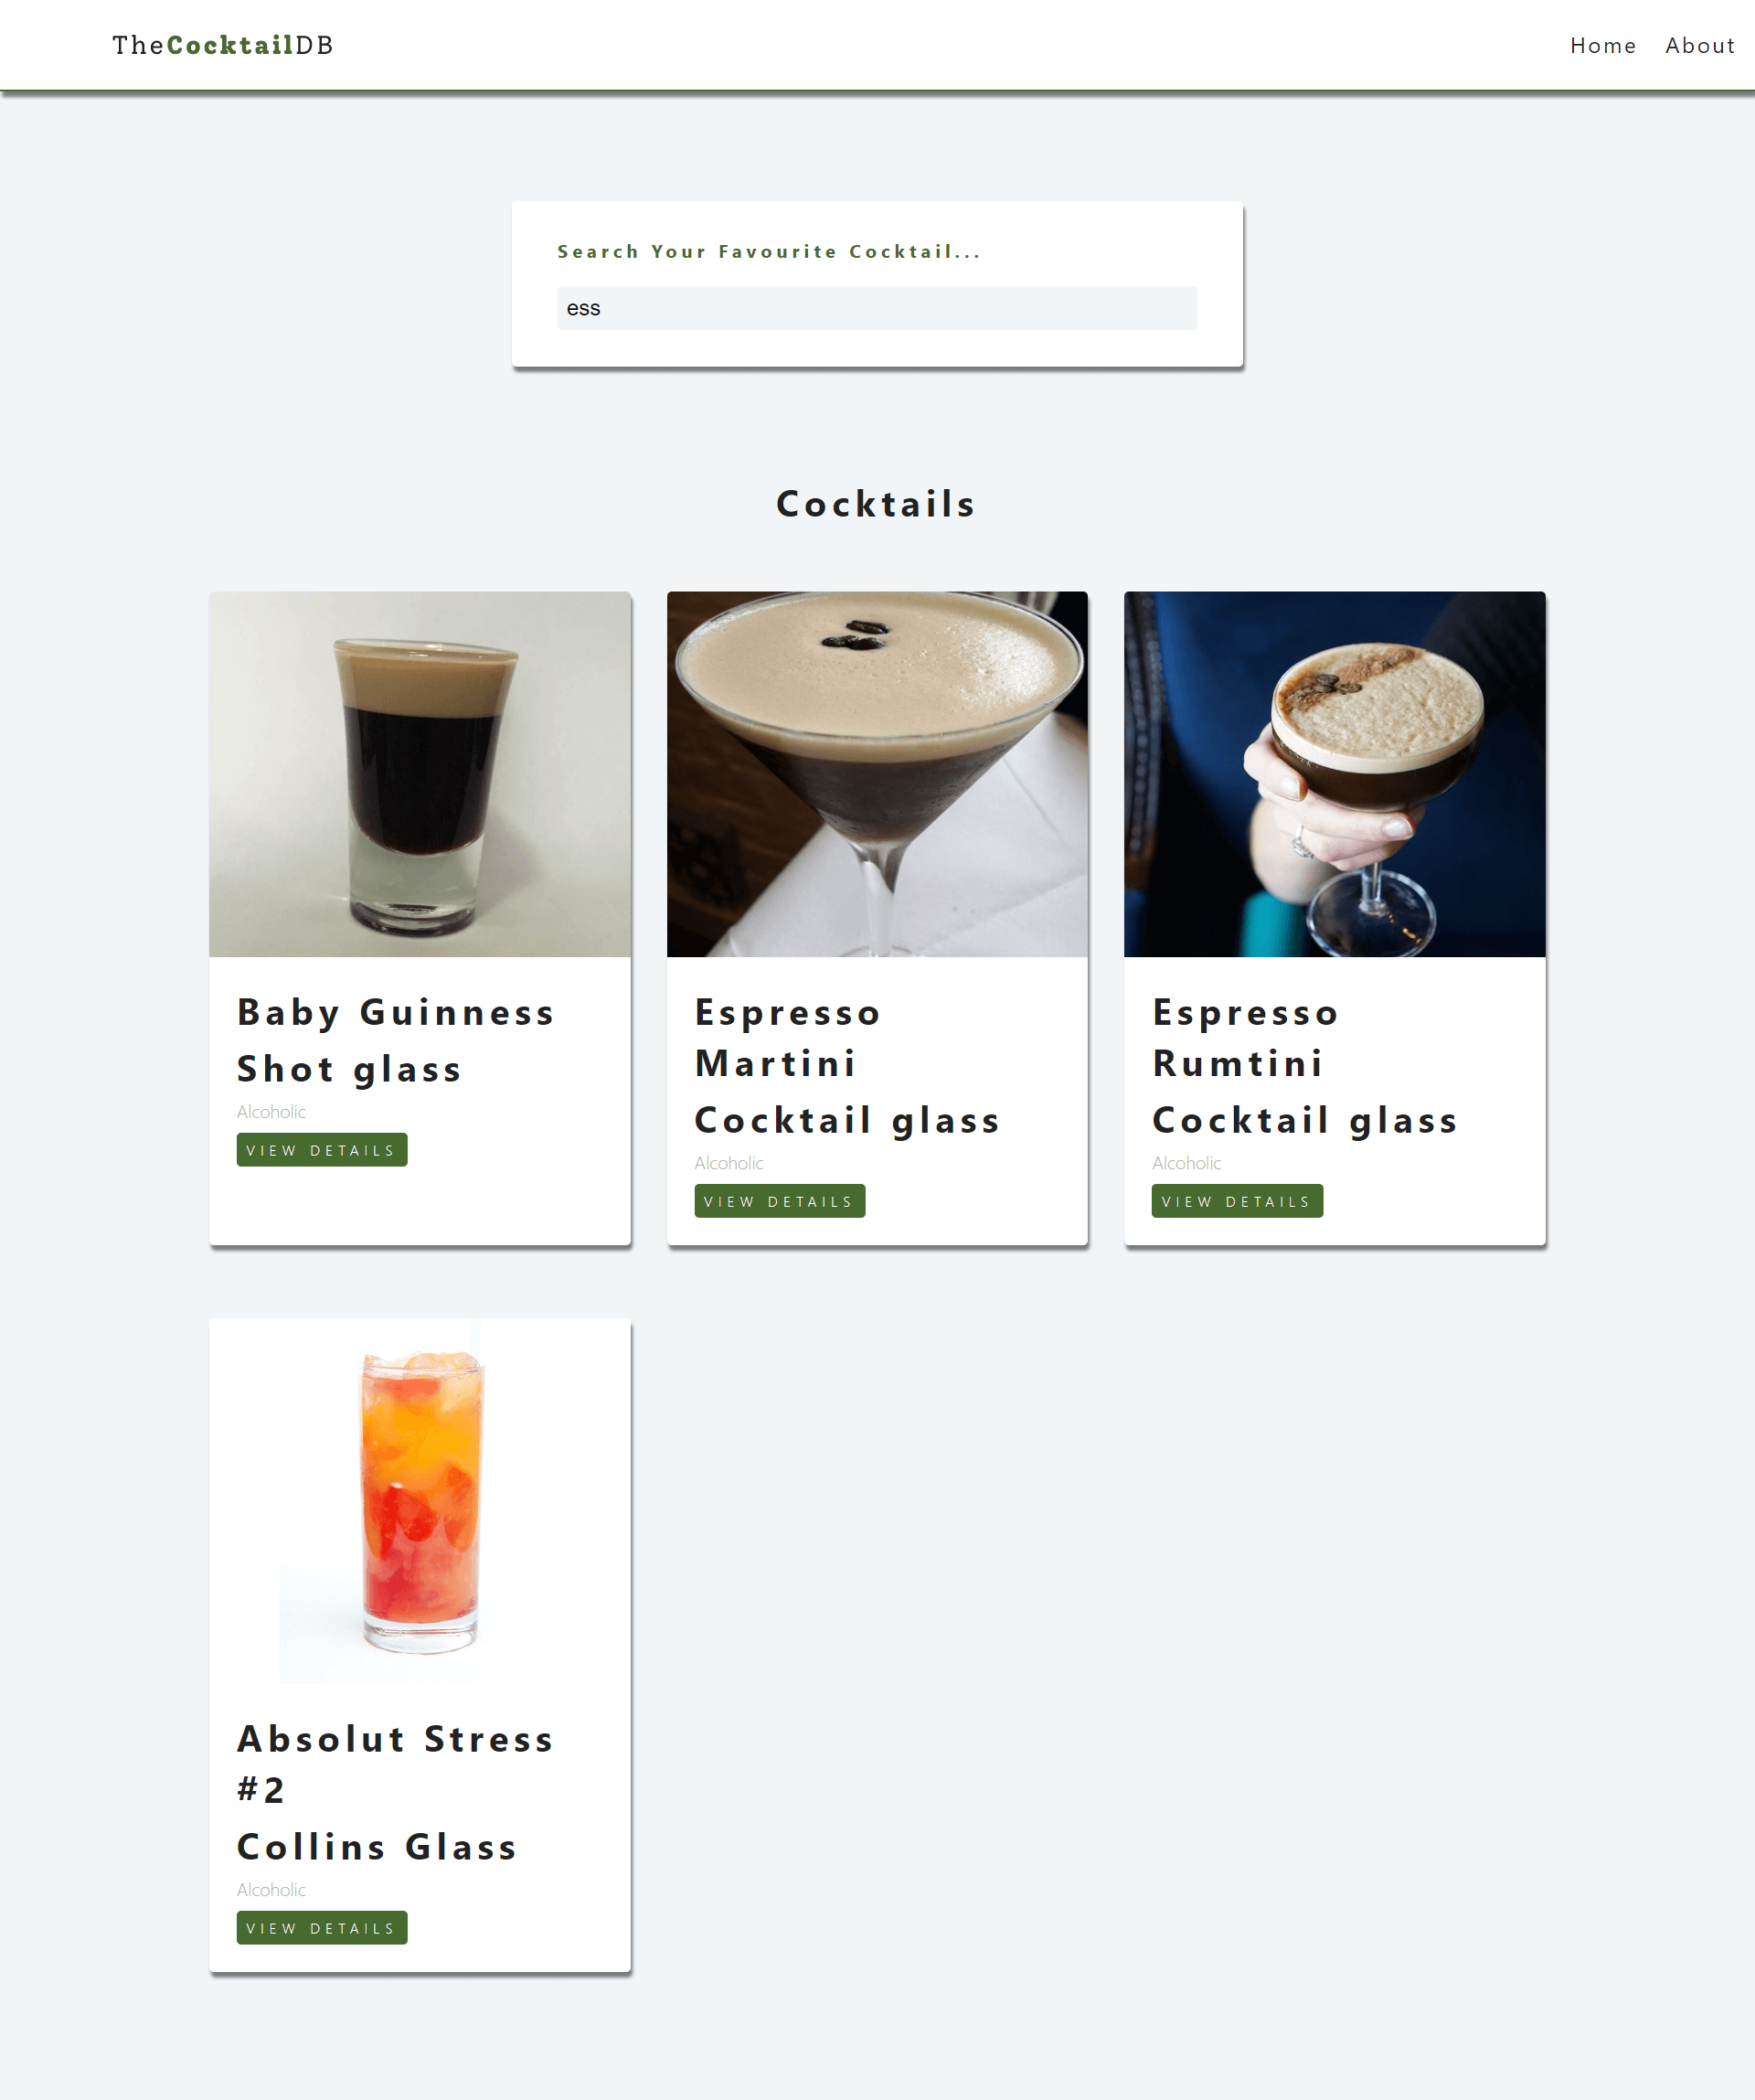 TheCocktailDB
Home About
Search Your Favourite Cocktail...
ess
Cocktails
Baby Guinness
Shot glass
Alcoholic
VIEW DETAILS
Espresso
Martini
Cocktail glass
Alcoholic
VIEW DETAILS
Espresso
Rumtini
Cocktail glass
Alcoholic
VIEW DETAILS
Absolut Stress
#2
Collins Glass
Alcoholic
VIEW DETAILS